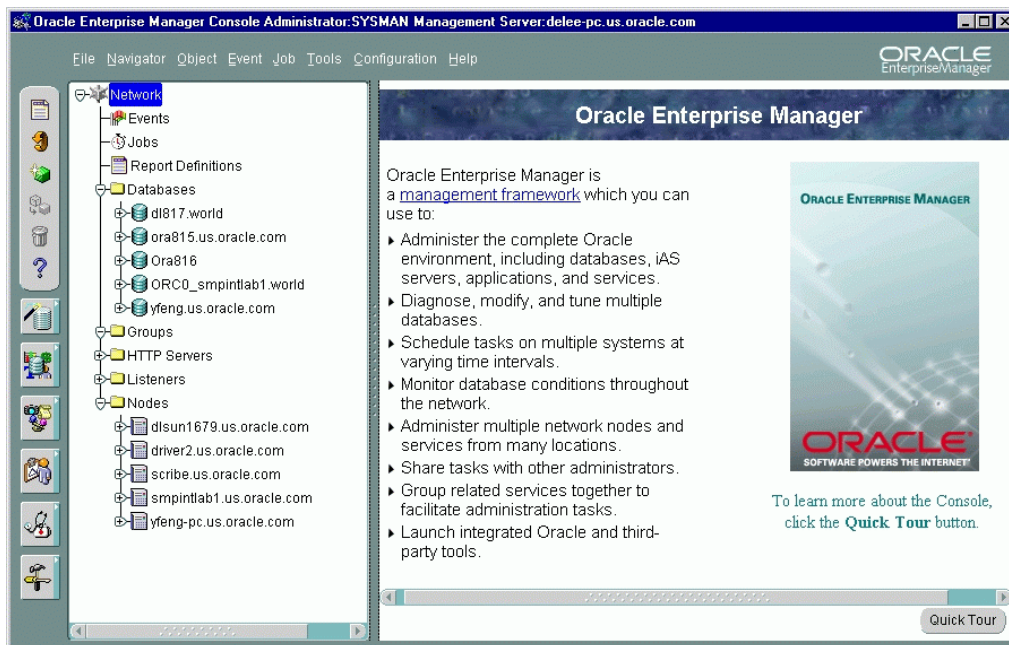 Oracle Enterprise Manager Console Administrator:SYSMAN Management Server:delee-pc.us.oracle.com
File Navigator Object Event Job Tools Configuration Help
ORACLE
EnterpriseManager
Network
Events
Jobs
Report Definitions
Databases
dl817.world
ora815.us.oracle.com
Ora816
ORC0_smpintlab1.world
yfeng.us.oracle.com
Groups
HTTP Servers
Listeners
Nodes
dlsun1679.us.oracle.com
driver2.us.oracle.com
scribe.us.oracle.com
smpintlab1.us.oracle.com
yfeng-pc.us.oracle.com
Oracle Enterprise Manager
Oracle Enterprise Manager is
a management framework which you can
use to:
Administer the complete Oracle
environment, including databases, iAS
servers, applications, and services.
Diagnose, modify, and tune multiple
databases.
Schedule tasks on multiple systems at
varying time intervals.
Monitor database conditions throughout
the network.
Administer multiple network nodes and
services from many locations.
Share tasks with other administrators.
Group related services together to
facilitate administration tasks.
Launch integrated Oracle and third-
party tools.
ORACLE ENTERPRISE MANAGER
ORACLE®
SOFTWARE POWERS THE INTERNET™
To learn more about the Console,
click the Quick Tour button.
Quick Tour